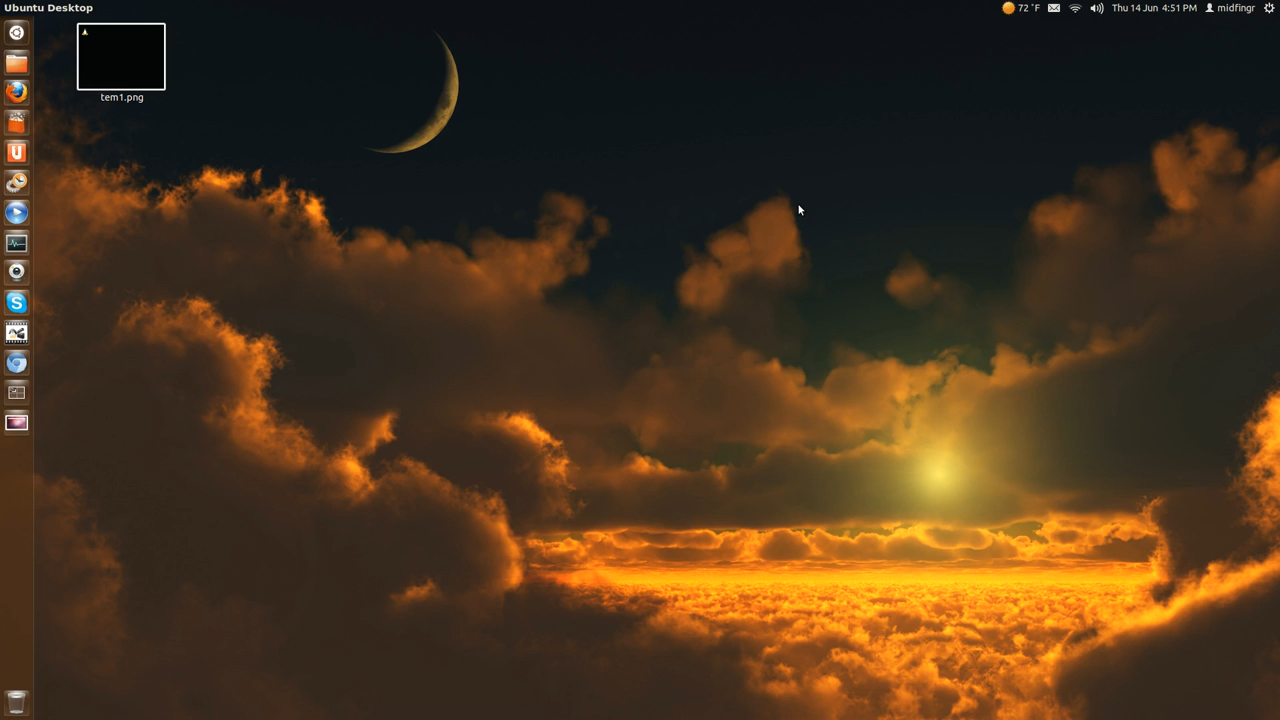 Ubuntu Desktop
72 °F
Thu 14 Jun 4:51 PM
midfingr
tem1.png